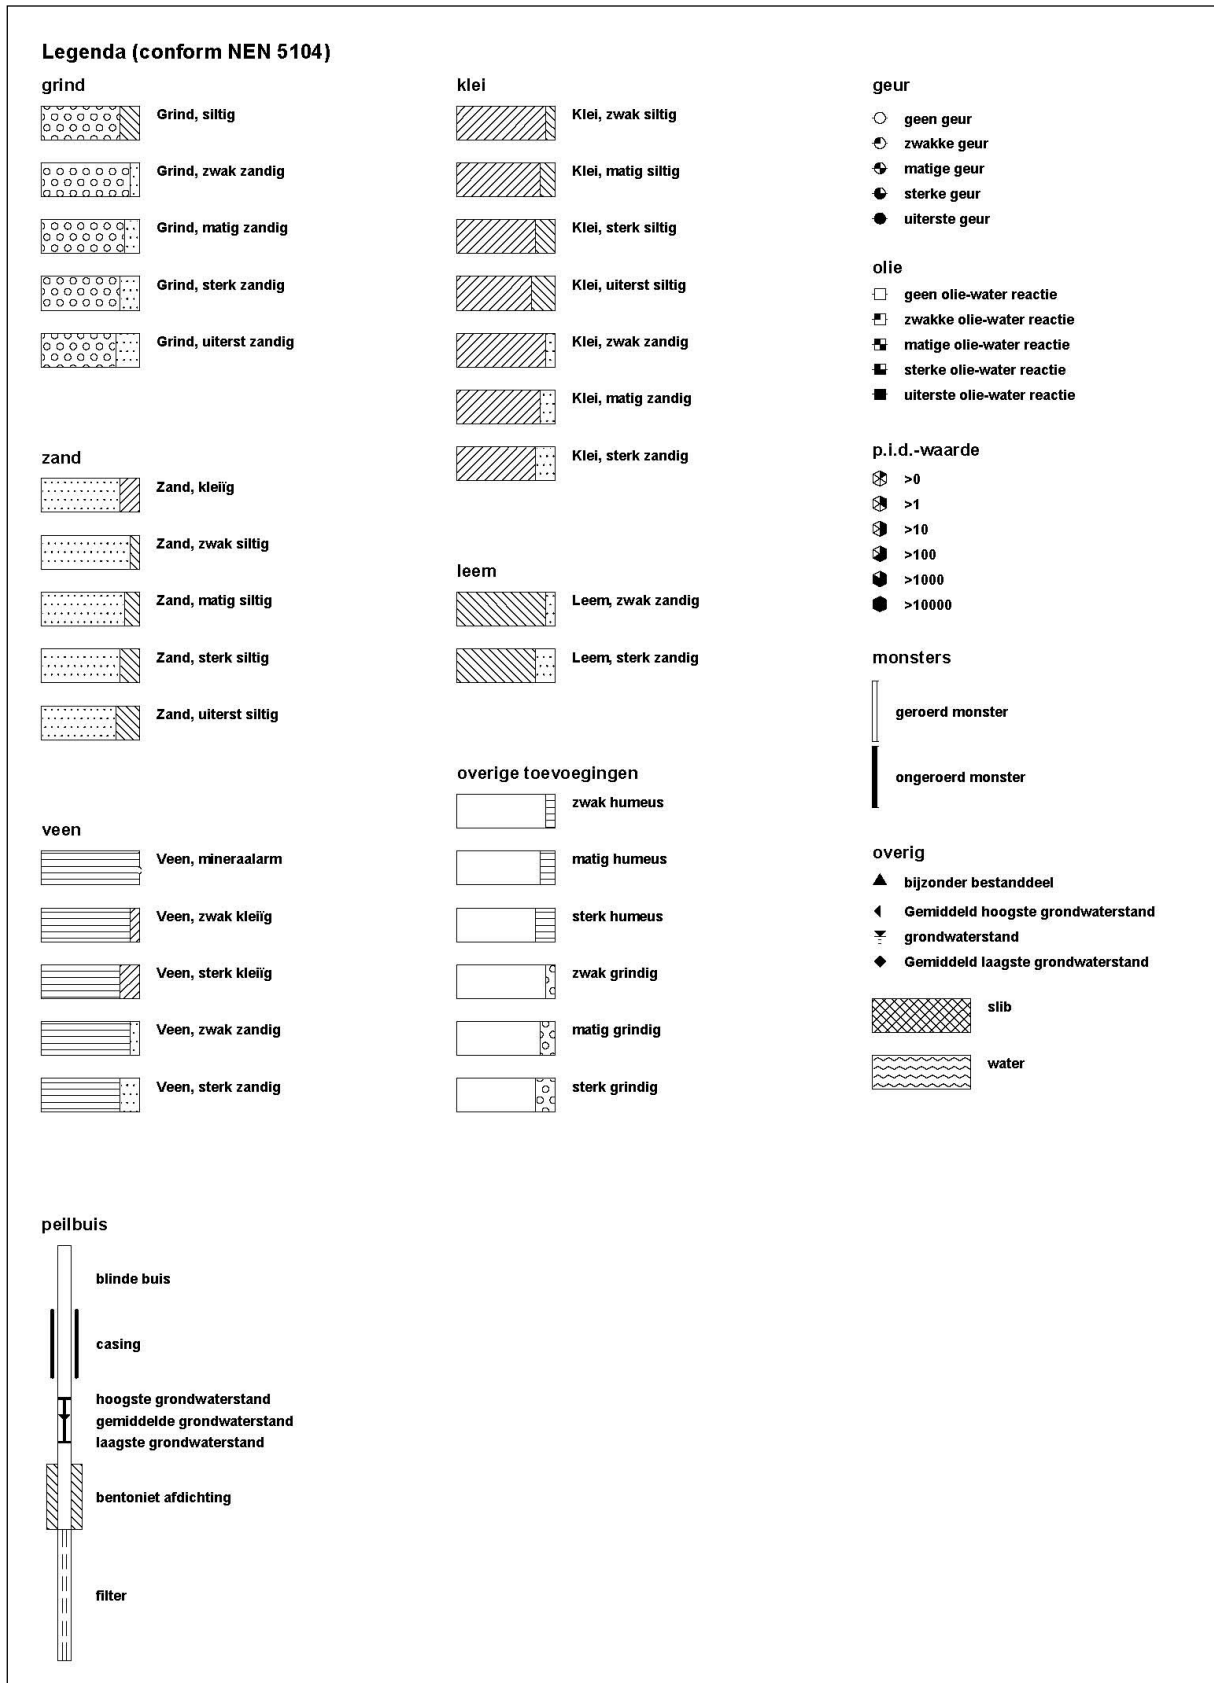 Legenda (conform NEN 5104)
grind
Grind, siltig
Grind, zwak zandig
Grind, matig zandig
Grind, sterk zandig
Grind, uiterst zandig
zand
Zand, kleiïg
Zand, zwak siltig
Zand, matig siltig
Zand, sterk siltig
Zand, uiterst siltig
veen
Veen, mineraalarm
Veen, zwak kleiïg
Veen, sterk kleiïg
Veen, zwak zandig
Veen, sterk zandig
peilbuis
blinde buis
casing
hoogste grondwaterstand
gemiddelde grondwaterstand
laagste grondwaterstand
bentoniet afdichting
filter
klei
Klei, zwak siltig
Klei, matig siltig
Klei, sterk siltig
Klei, uiterst siltig
Klei, zwak zandig
Klei, matig zandig
Klei, sterk zandig
leem
Leem, zwak zandig
Leem, sterk zandig
overige toevoegingen
zwak humeus
matig humeus
sterk humeus
zwak grindig
matig grindig
sterk grindig
geur
geen geur
zwakke geur
matige geur
sterke geur
uiterste geur
olie
geen olie-water reactie
zwakke olie-water reactie
matige olie-water reactie
sterke olie-water reactie
uiterste olie-water reactie
p.i.d.-waarde
>0
>1
>10
>100
>1000
>10000
monsters
geroerd monster
ongeroerd monster
overig
bijzonder bestanddeel
Gemiddeld hoogste grondwaterstand
grondwaterstand
Gemiddeld laagste grondwaterstand
slib
water